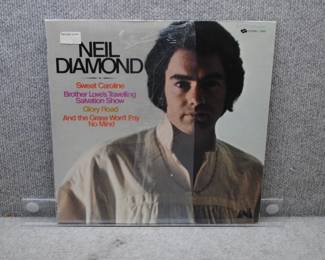 NEIL
DIAMOND
Sweet Caroline
Brother Love's Travelling
Salvation Show
Glory Road
And the Grass Won't Pay
No Mind